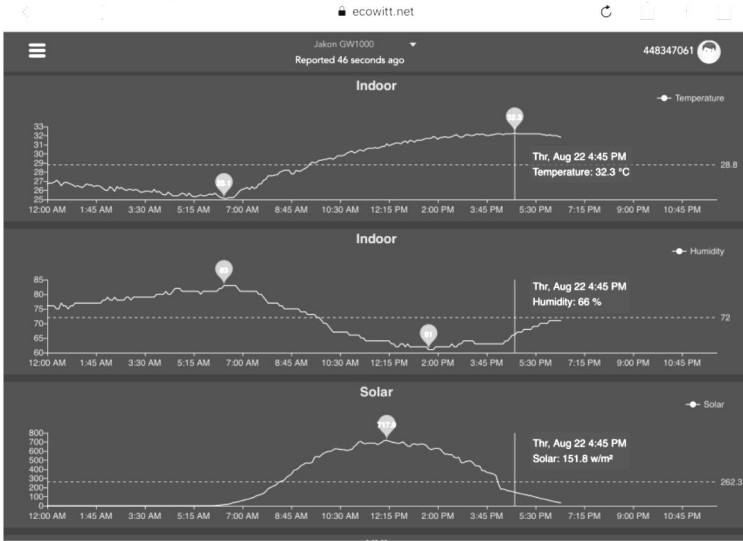 ecowitt.net
Jakon GW1000
Reported 46 seconds ago
448347061
Indoor
Temperature
33
32
31
30
29
28
27
26
25
32.3
25.1
28.8
Thr, Aug 22 4:45 PM
Temperature: 32.3 °C
12:00 AM 1:45 AM 3:30 AM 5:15 AM 7:00 AM 8:45 AM 10:30 AM 12:15 PM 2:00 PM 3:45 PM 5:30 PM 7:15 PM 9:00 PM 10:45 PM
Indoor
Humidity
85
80
75
70
65
60
83
61
72
Thr, Aug 22 4:45 PM
Humidity: 66 %
12:00 AM 1:45 AM 3:30 AM 5:15 AM 7:00 AM 8:45 AM 10:30 AM 12:15 PM 2:00 PM 3:45 PM 5:30 PM 7:15 PM 9:00 PM 10:45 PM
Solar
Solar
800
700
600
500
400
300
200
100
0
717.9
262.3
Thr, Aug 22 4:45 PM
Solar: 151.8 w/m²
12:00 AM 1:45 AM 3:30 AM 5:15 AM 7:00 AM 8:45 AM 10:30 AM 12:15 PM 2:00 PM 3:45 PM 5:30 PM 7:15 PM 9:00 PM 10:45 PM